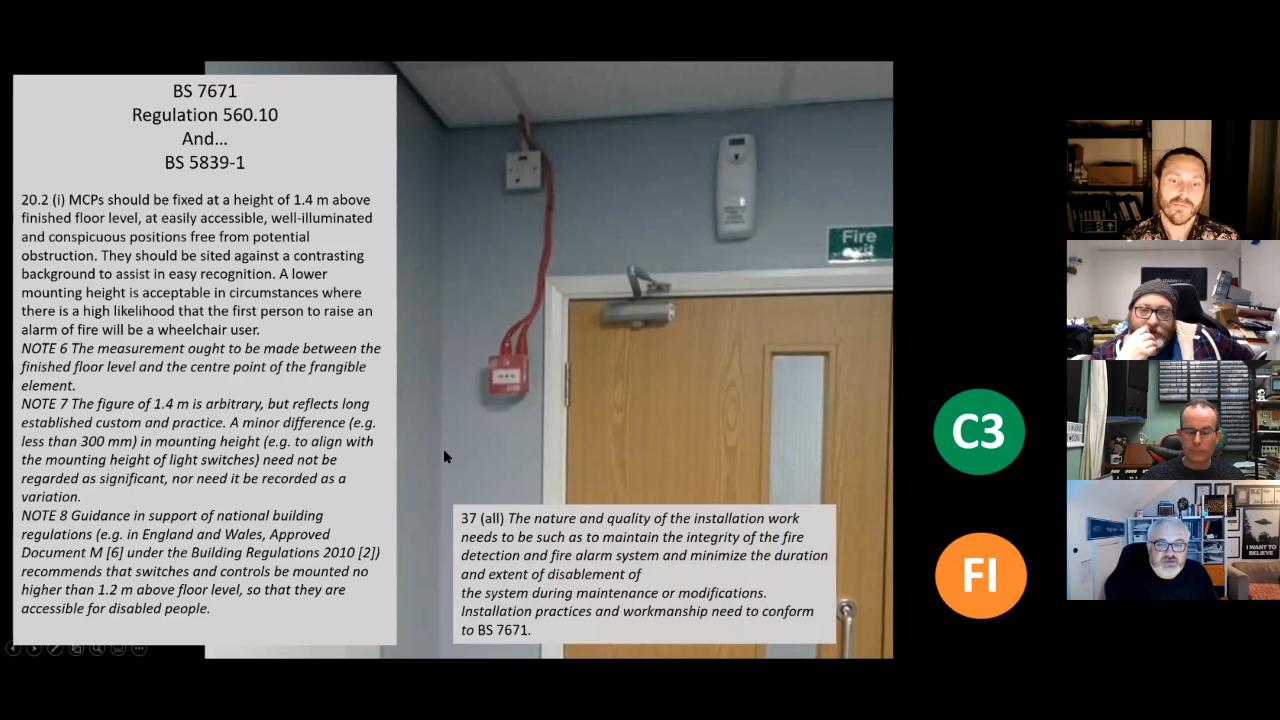 BS 7671
Regulation 560.10
And...
BS 5839-1
20.2 (i) MCPs should be fixed at a height of 1.4 m above
finished floor level, at easily accessible, well-illuminated
and conspicuous positions free from potential
obstruction. They should be sited against a contrasting
background to assist in easy recognition. A lower
mounting height is acceptable in circumstances where
there is a high likelihood that the first person to raise an
alarm of fire will be a wheelchair user.
NOTE 6 The measurement ought to be made between the
finished floor level and the centre point of the frangible
element.
NOTE 7 The figure of 1.4 m is arbitrary, but reflects long
established custom and practice. A minor difference (e.g.
less than 300 mm) in mounting height (e.g. to align with
the mounting height of light switches) need not be
regarded as significant, nor need it be recorded as a
variation.
NOTE 8 Guidance in support of national building
regulations (e.g. in England and Wales, Approved
Document M [6] under the Building Regulations 2010 [2])
recommends that switches and controls be mounted no
higher than 1.2 m above floor level, so that they are
accessible for disabled people.
Fire
exit
37 (all) The nature and quality of the installation work
needs to be such as to maintain the integrity of the fire
detection and fire alarm system and minimize the duration
and extent of disablement of
the system during maintenance or modifications.
Installation practices and workmanship need to conform
to BS 7671.
C3
FI
I WANT TO
BELIEVE